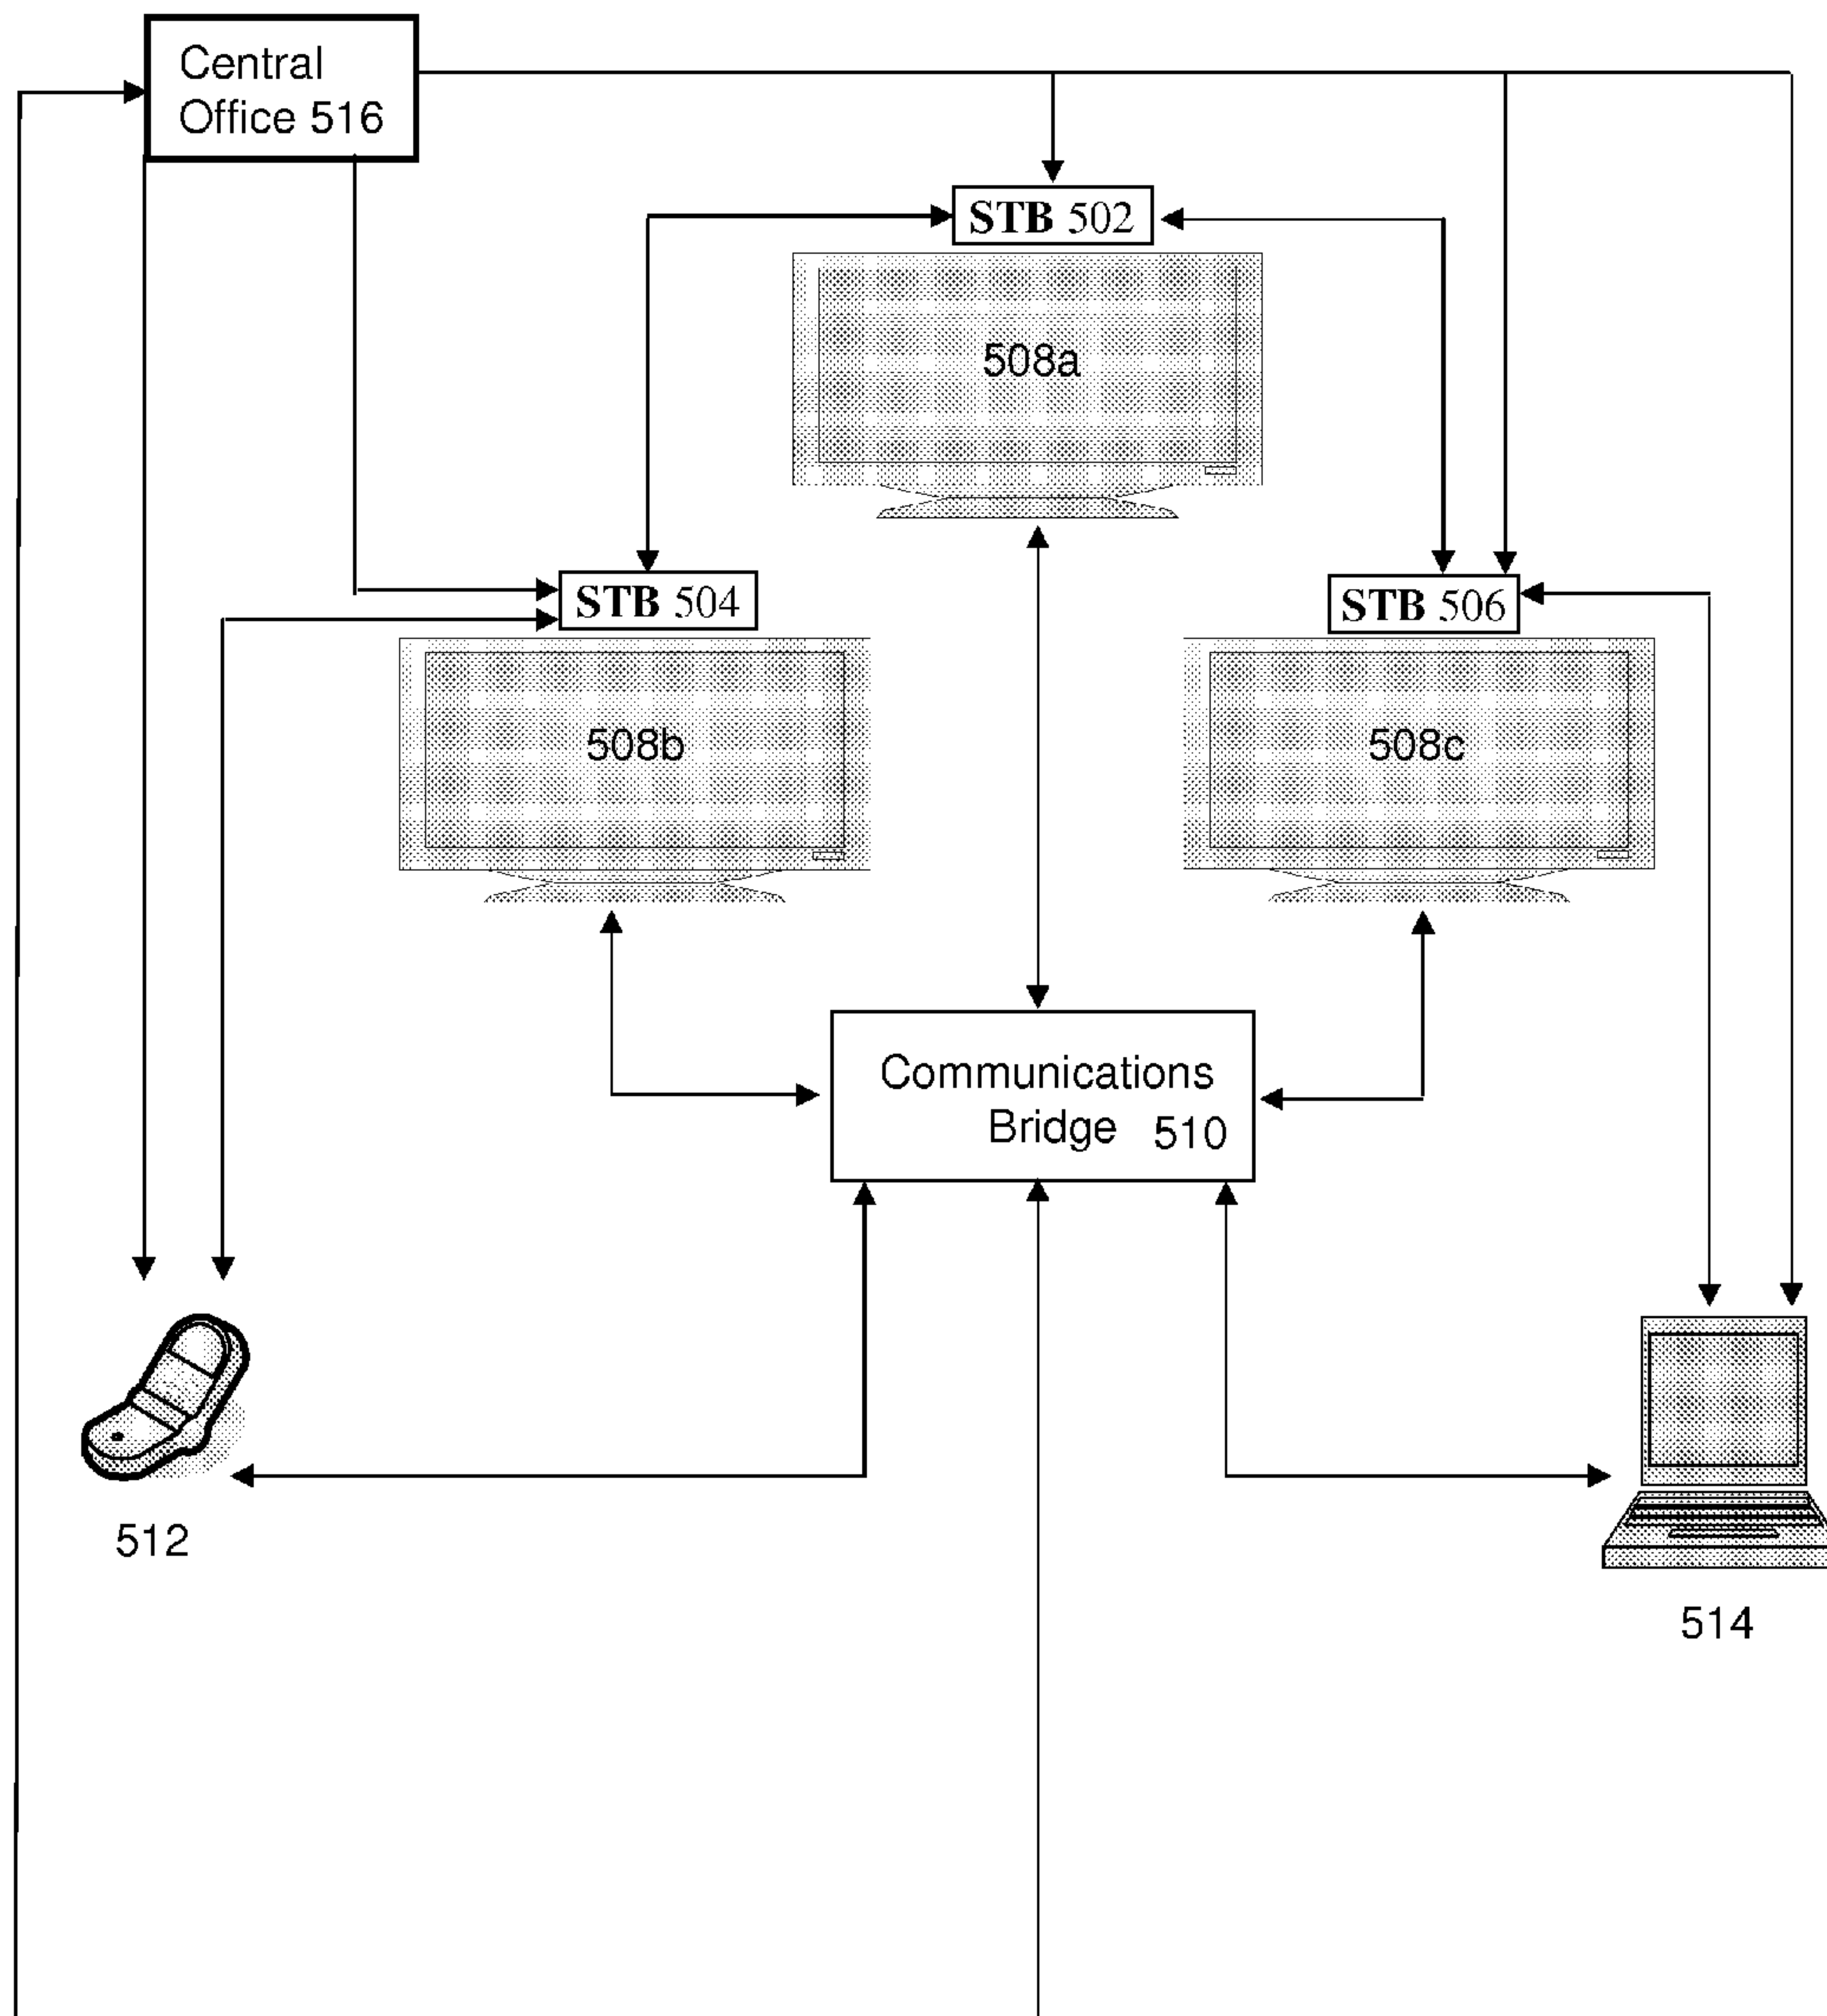 Central
Office 516
STB 502
508a
STB 504
STB 506
508b
508c
Communications
Bridge 510
512
514